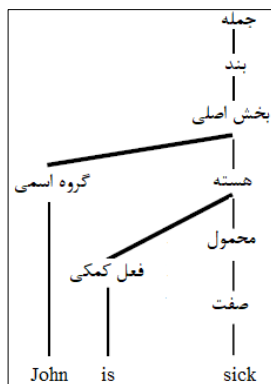 جمله
بند
بخش اصلی
گروه اسمی هسته
محمول
فعل کمکی
صفت
John is sick